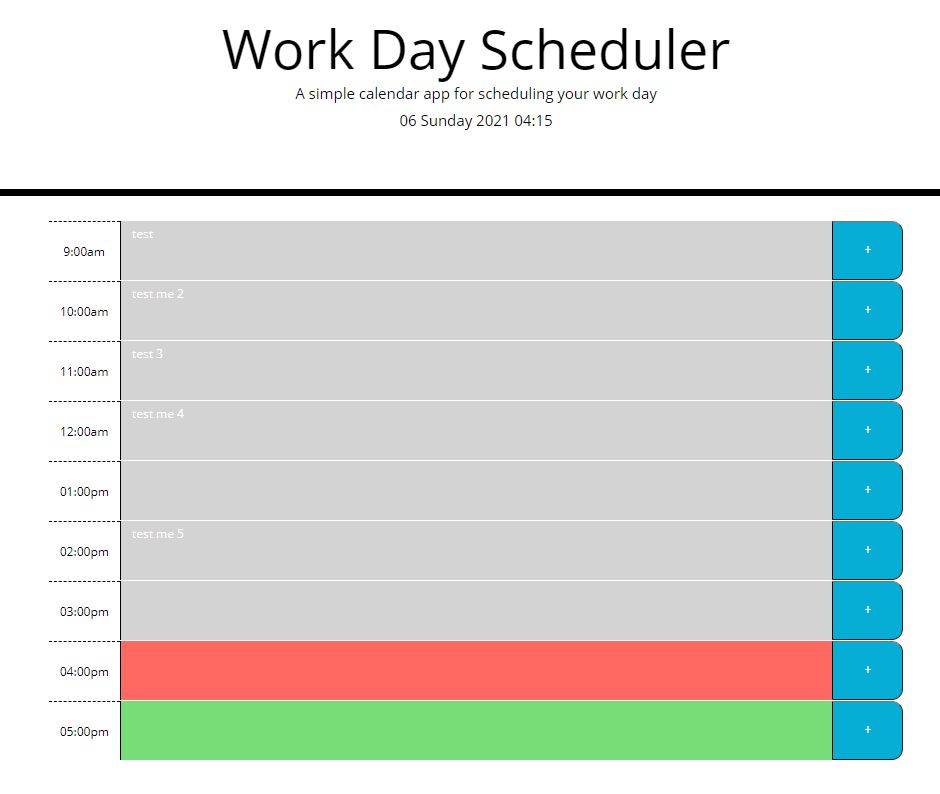 Work Day Scheduler
A simple calendar app for scheduling your work day
06 Sunday 2021 04:15
9:00am test +
10:00am test me 2 +
11:00am test 3 +
12:00am test me 4 +
01:00pm +
02:00pm test me 5 +
03:00pm +
04:00pm +
05:00pm +